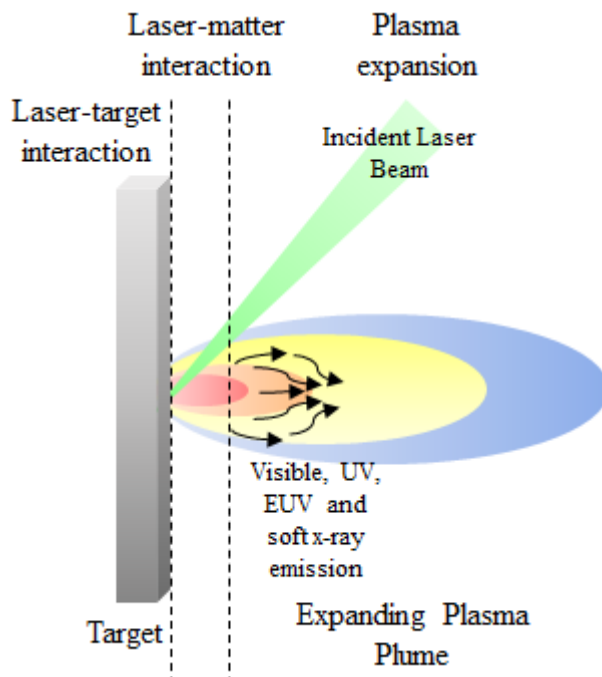 Laser-matter
interaction
Plasma
expansion
Laser-target
interaction
Incident Laser
Beam
Visible, UV,
EUV and
soft x-ray
emission
Target
Expanding Plasma
Plume